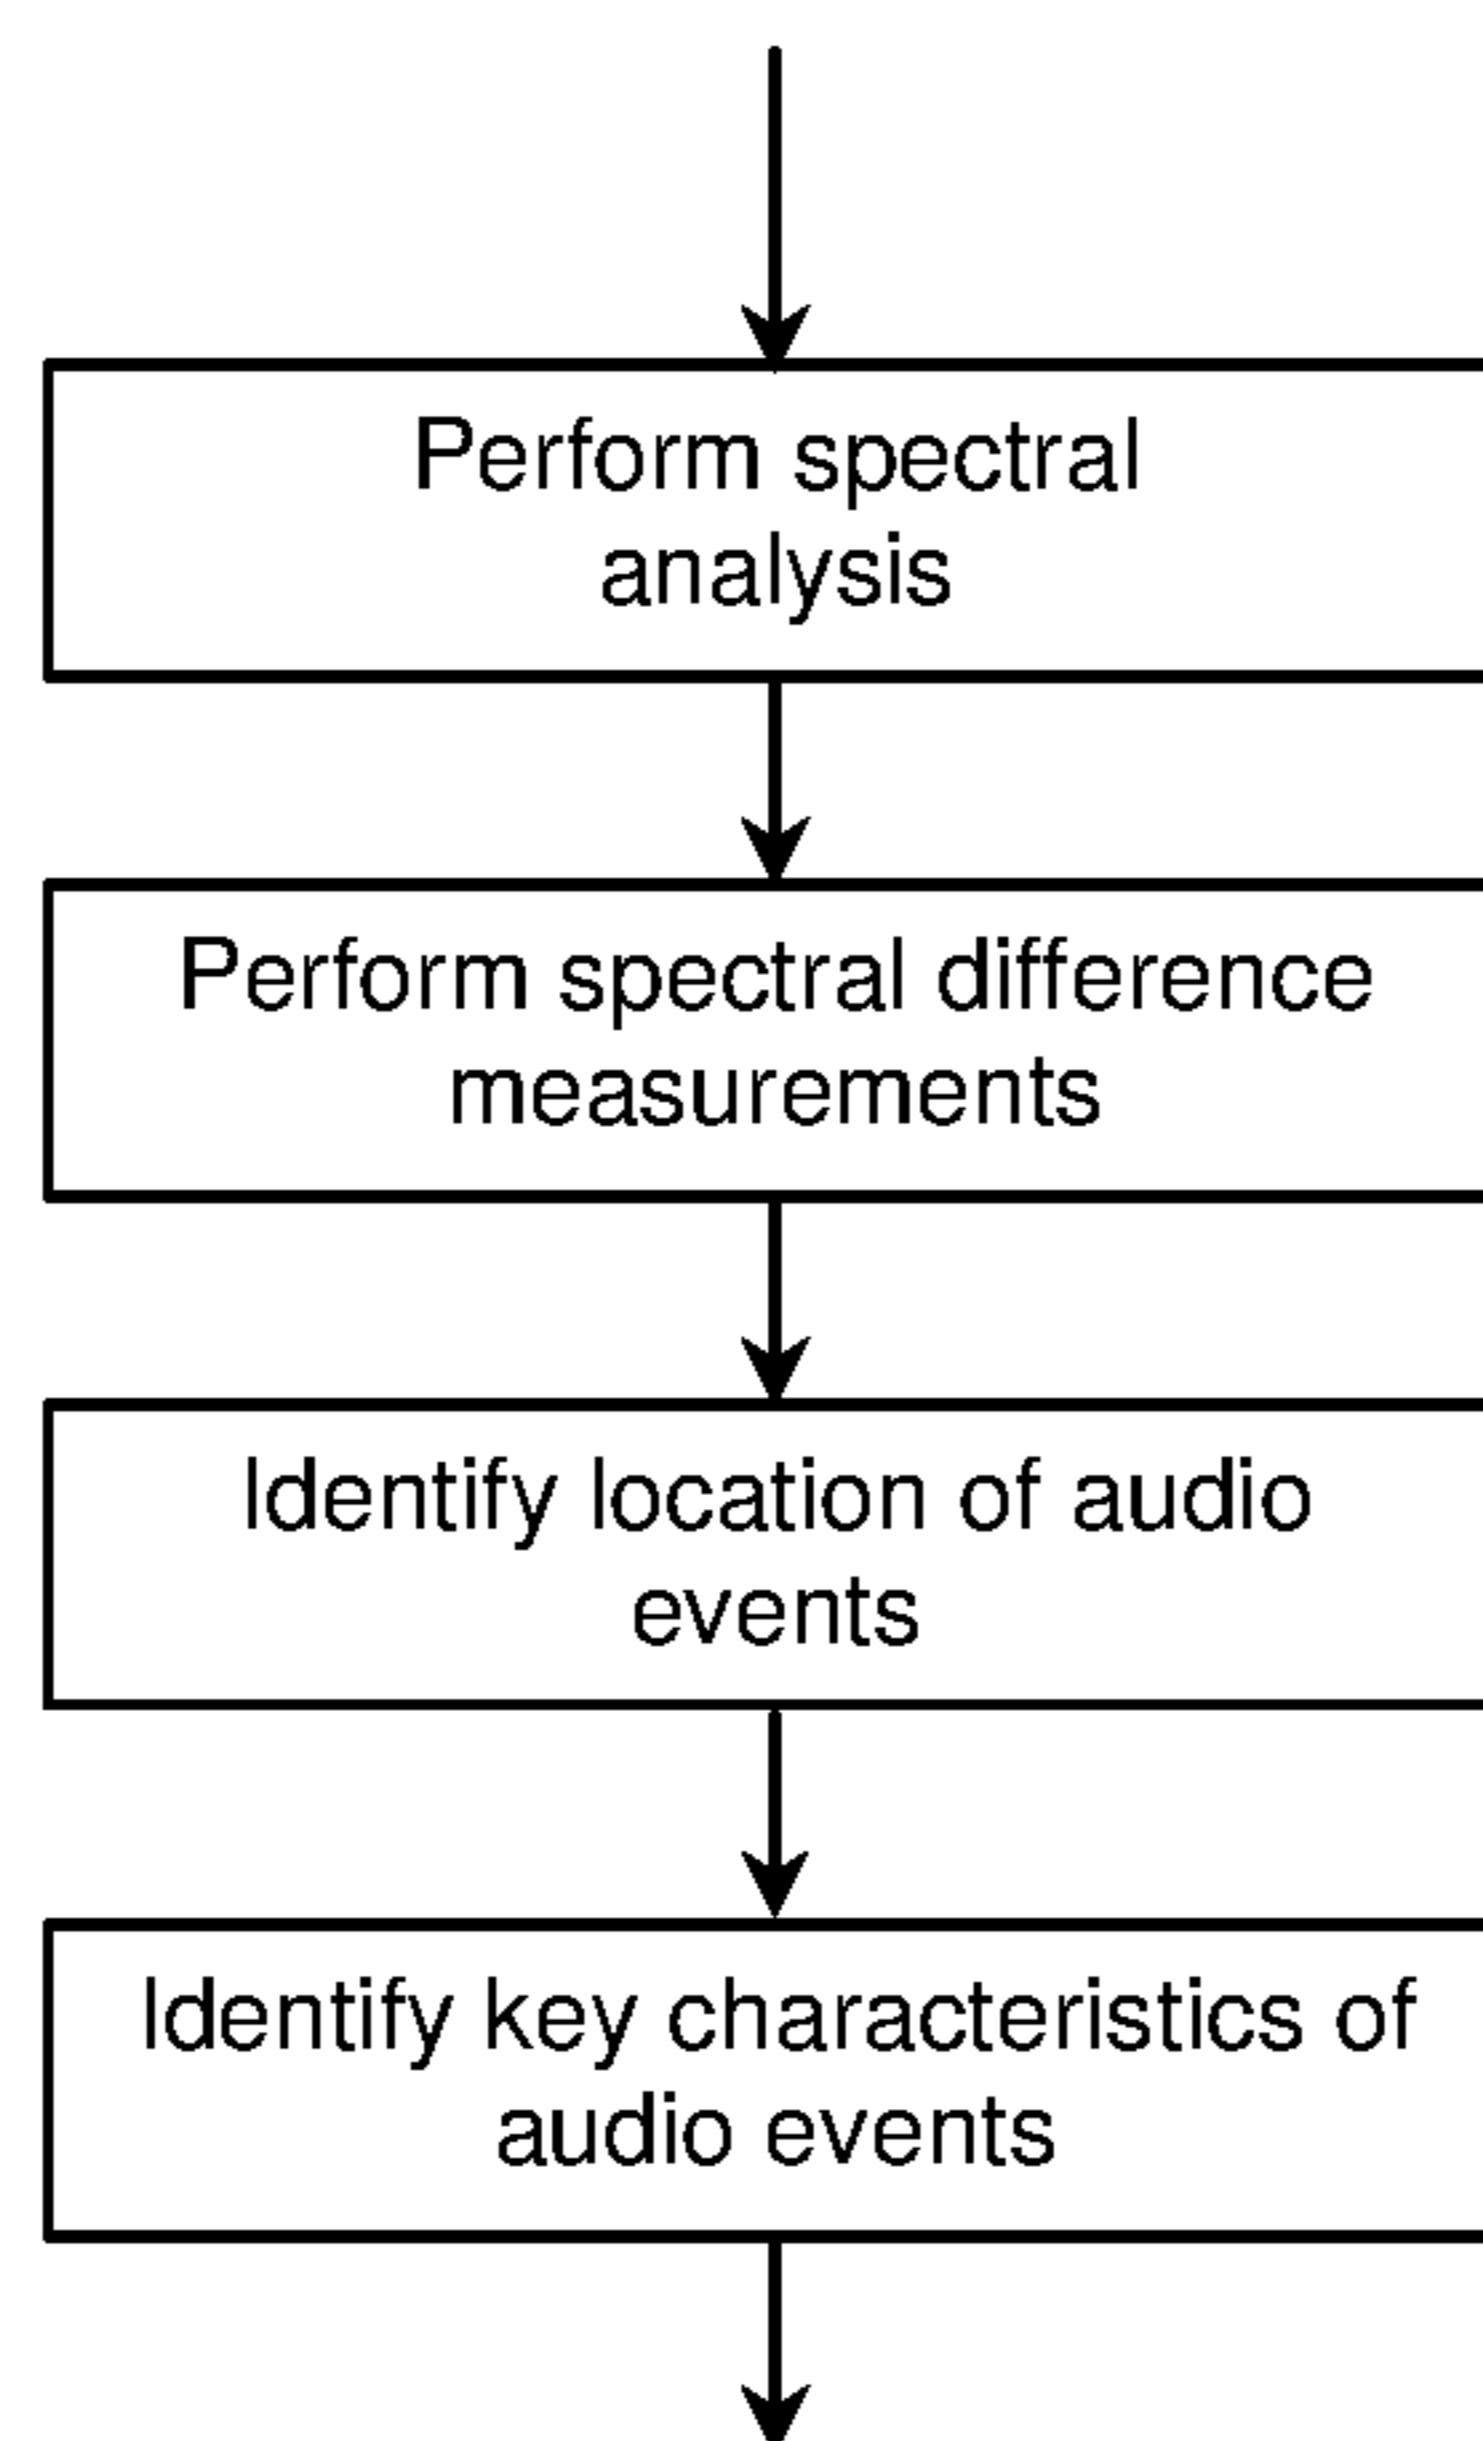 Perform spectral
analysis
Perform spectral difference
measurements
Identify location of audio
events
Identify key characteristics of
audio events